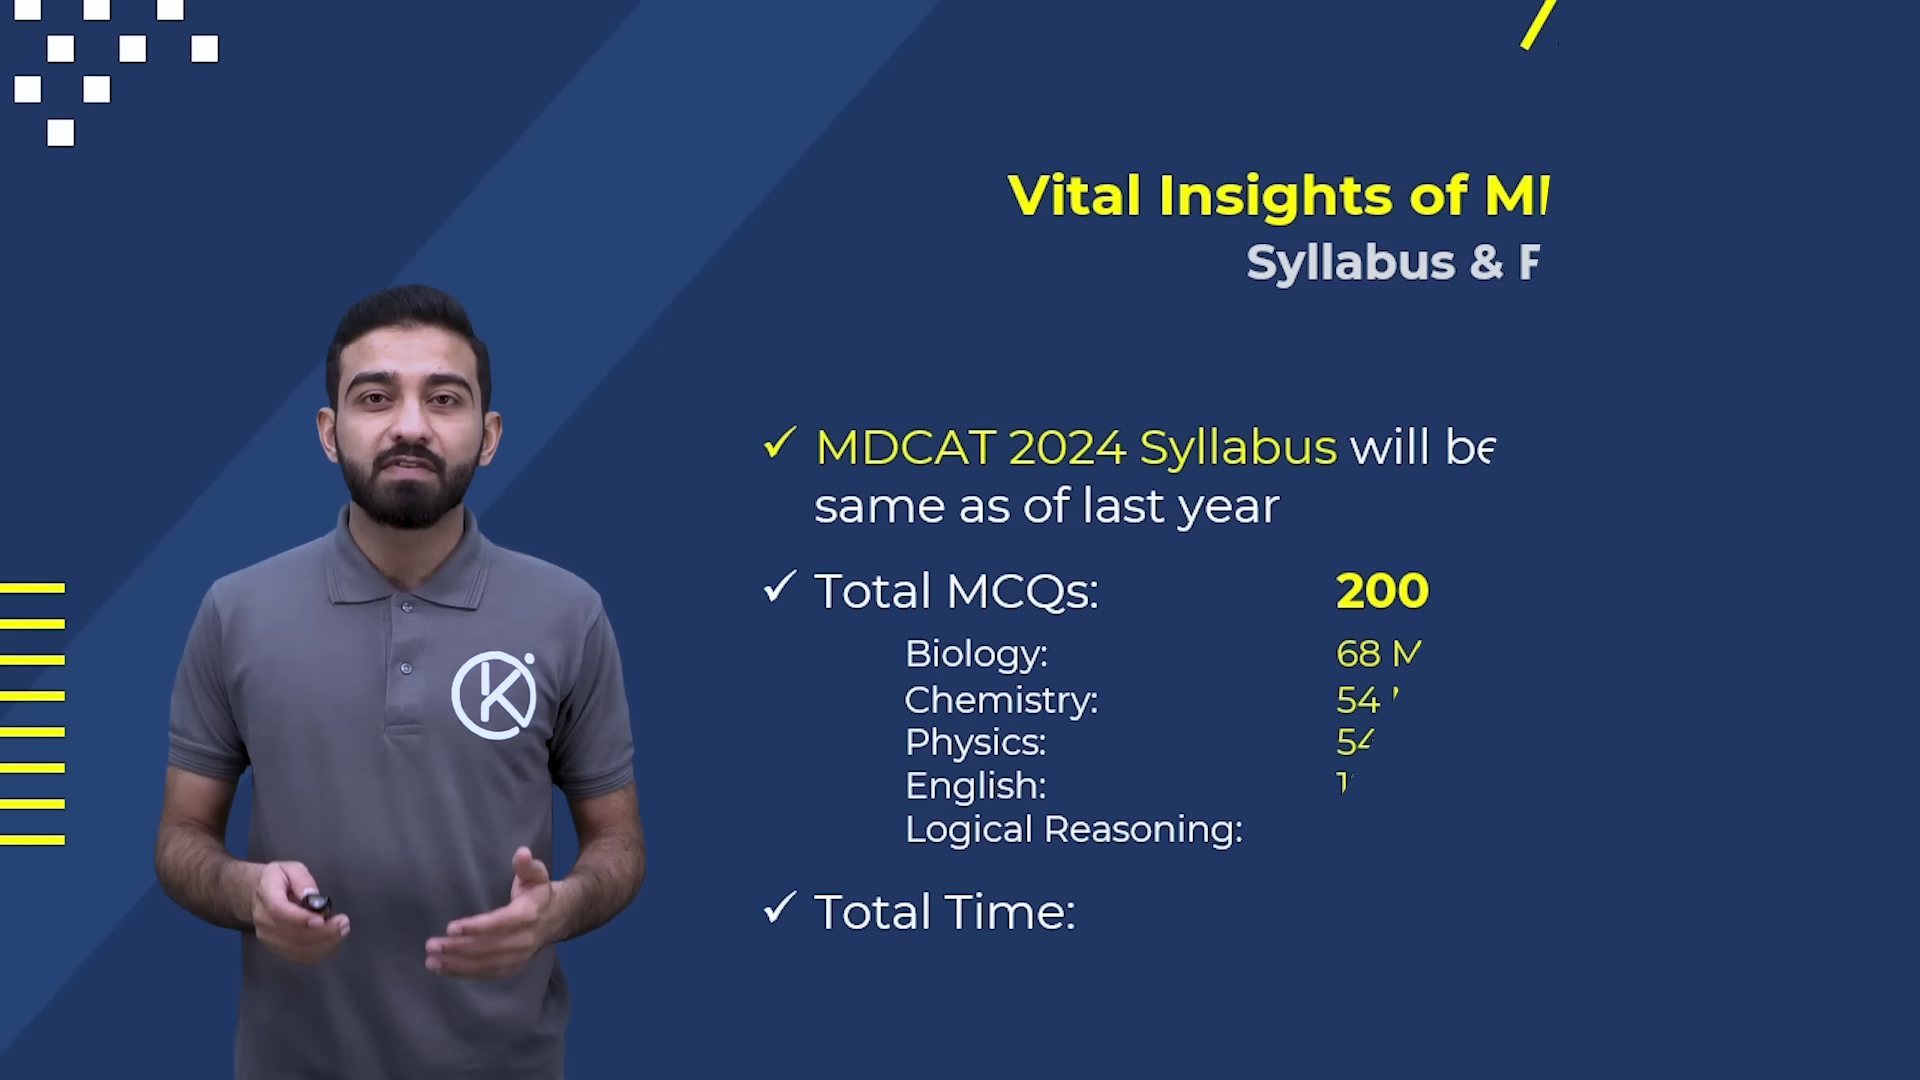 Vital Insights of
Syllabus &
MDCAT 2024 Syllabus will be
same as of last year
Total MCQs: 200
Biology: 68
Chemistry: 54
Physics:
English:
Logical Reasoning:
Total Time: